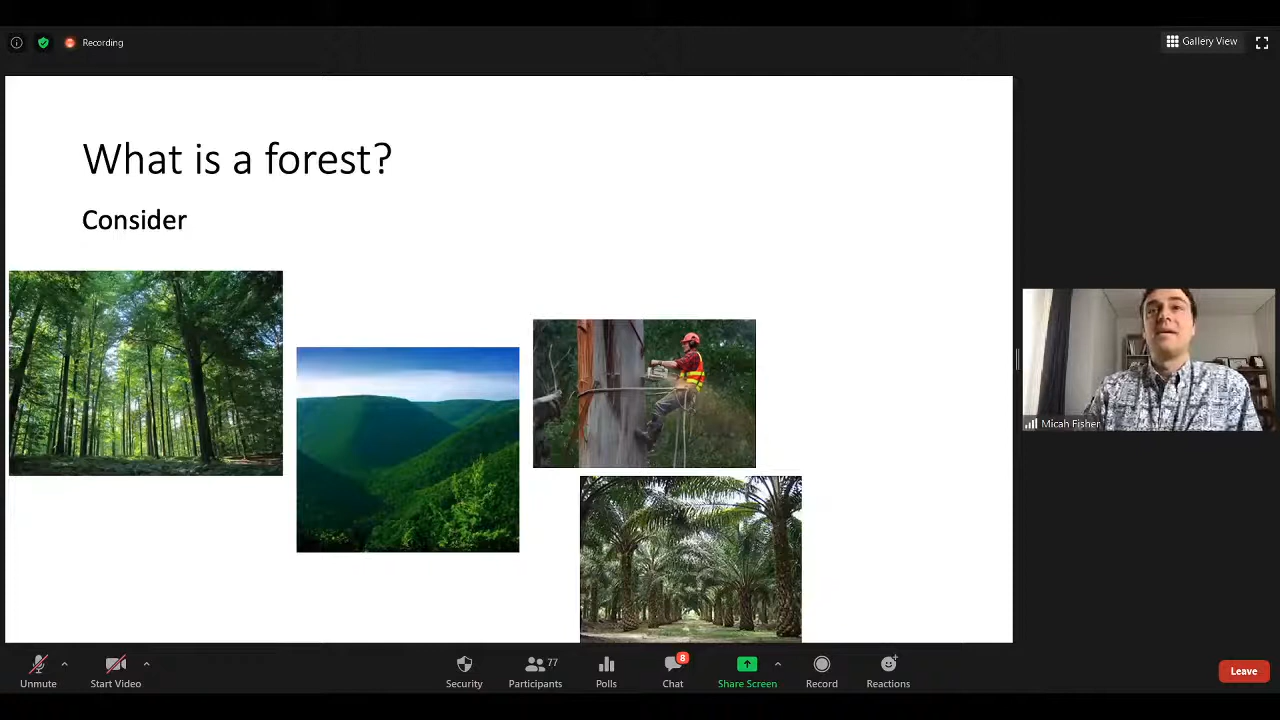 Recording
Gallery View
What is a forest?
Consider
Micah Fisher
Unmute
Start Video
Security
77
Participants
Polls
8
Chat
Share Screen
Record
Reactions
Leave